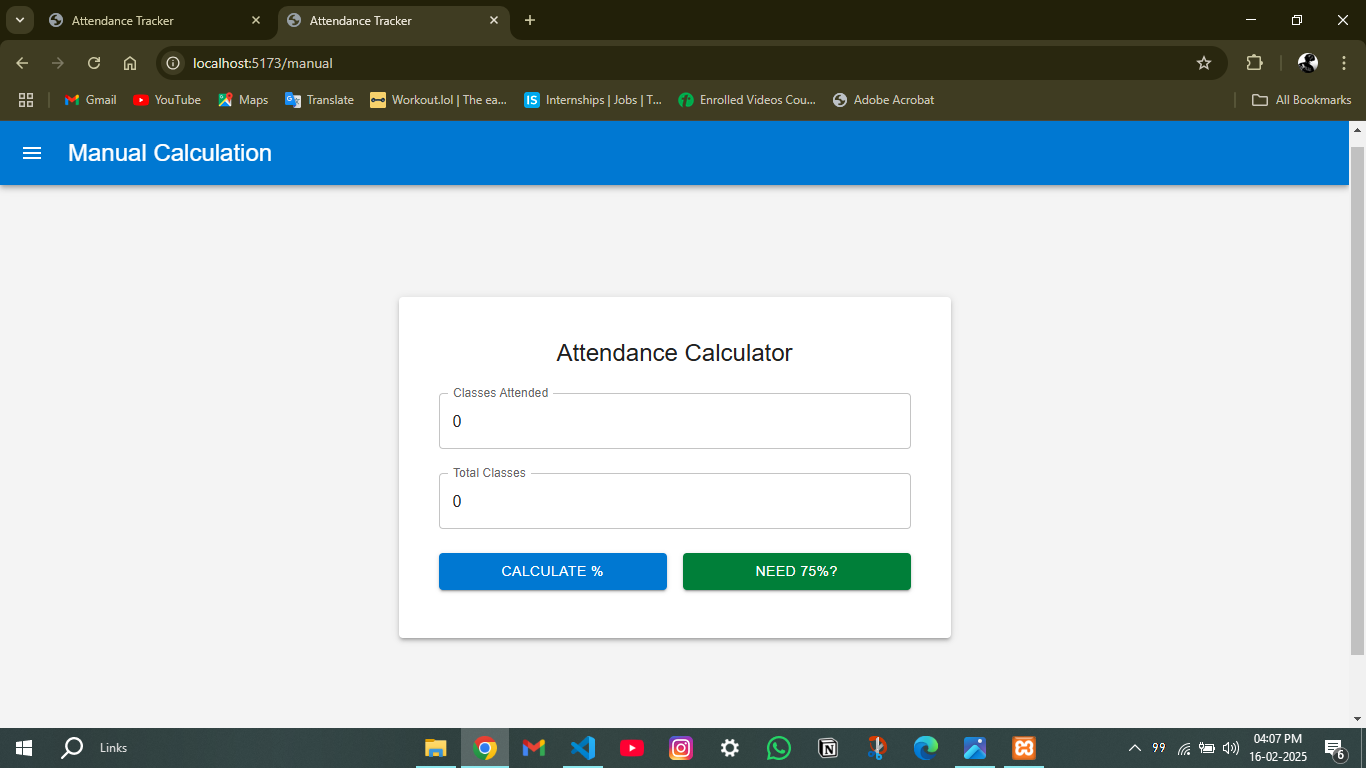 Attendance Tracker
Attendance Tracker
localhost:5173/manual
Gmail
YouTube
Maps
Translate
Workout.lol | The ea...
IS
Internships | Jobs | T...
Enrolled Videos Cou...
Adobe Acrobat
All Bookmarks
Manual Calculation
Attendance Calculator
Classes Attended
0
Total Classes
0
CALCULATE %
NEED 75%?
Links
99
04:07 PM
16-02-2025
6